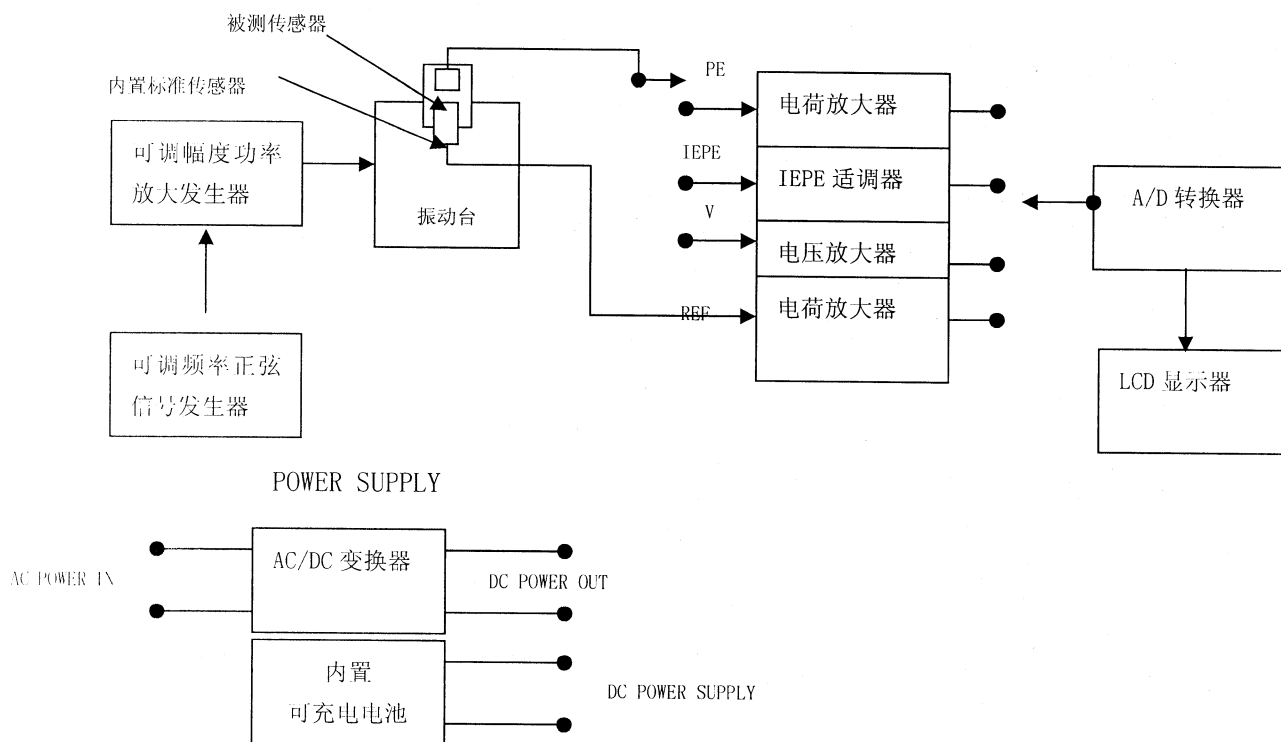 被测传感器
内置标准传感器
可调幅度功率
放大发生器
振动台
可调频率正弦
信号发生器
PE
IEPE
V
REF
电荷放大器
IEPE 适调器
电压放大器
电荷放大器
A/D 转换器
LCD 显示器
POWER SUPPLY
AC POWER IN
AC/DC 变换器
DC POWER OUT
内置
可充电电池
DC POWER SUPPLY